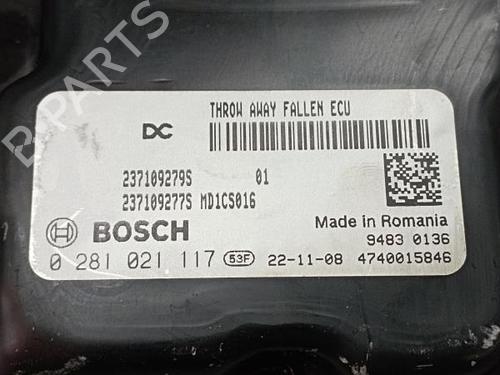 THROW AWAY FALLEN ECU
DC
237109279S 01
237109277S MD1CS016
BOSCH
Made in Romania
9483 0136
0 281 021 117 53F 22-11-08 4740015846
B-PARTS